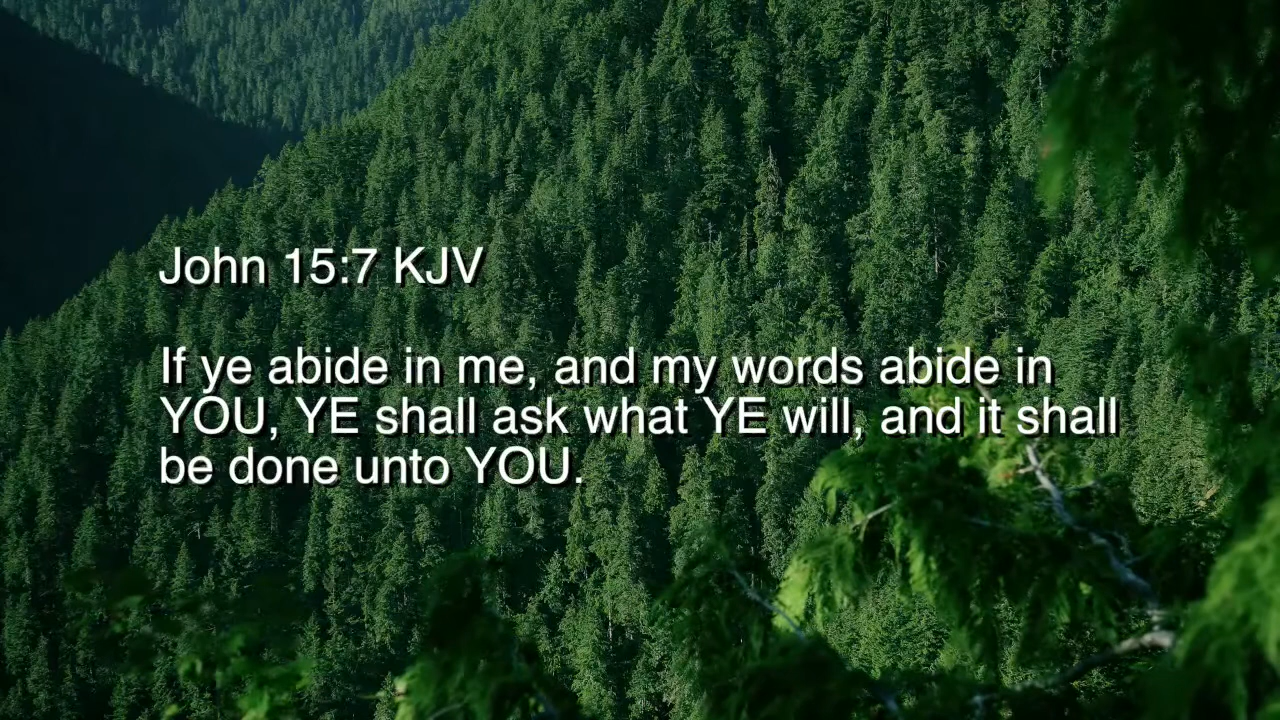 John 15:7 KJV
If ye abide in me, and my words abide in
YOU, YE shall ask what YE will, and it shall
be done unto YOU.